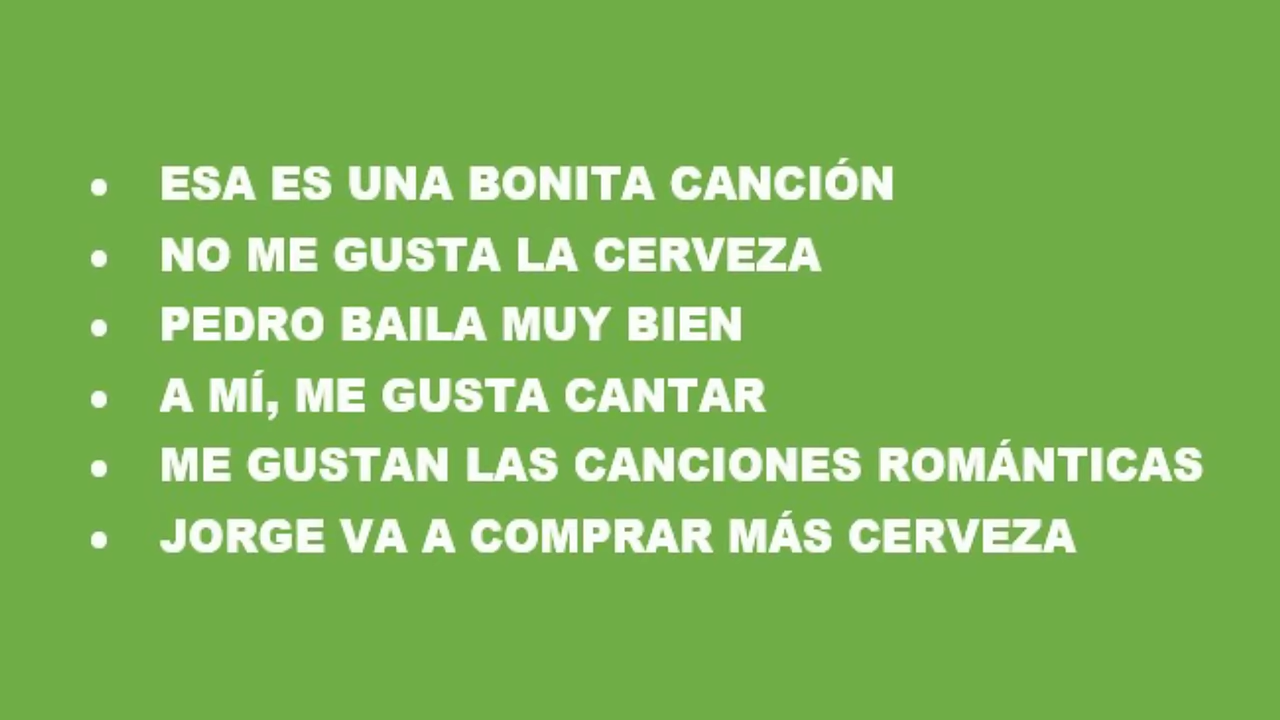 • ESA ES UNA BONITA CANCIÓN
• NO ME GUSTA LA CERVEZA
• PEDRO BAILA MUY BIEN
• A MÍ, ME GUSTA CANTAR
• ME GUSTAN LAS CANCIONES ROMÁNTICAS
• JORGE VA A COMPRAR MÁS CERVEZA